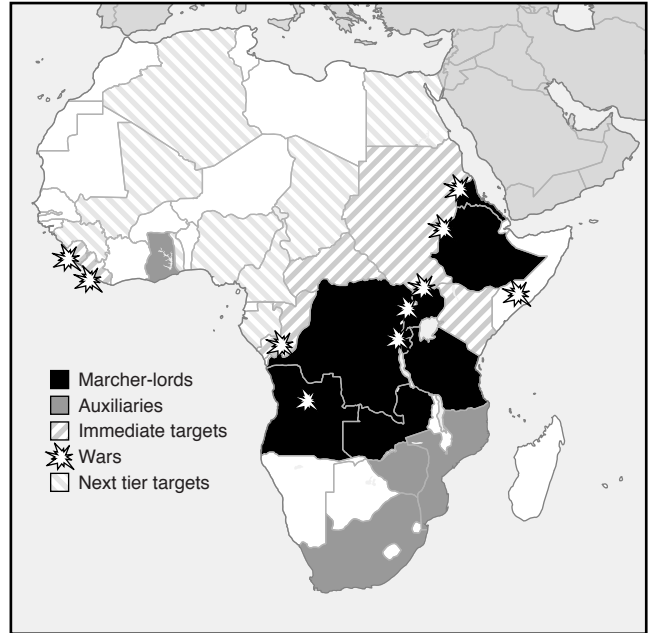 Marcher-lords
Auxiliaries
Immediate targets
Wars
Next tier targets